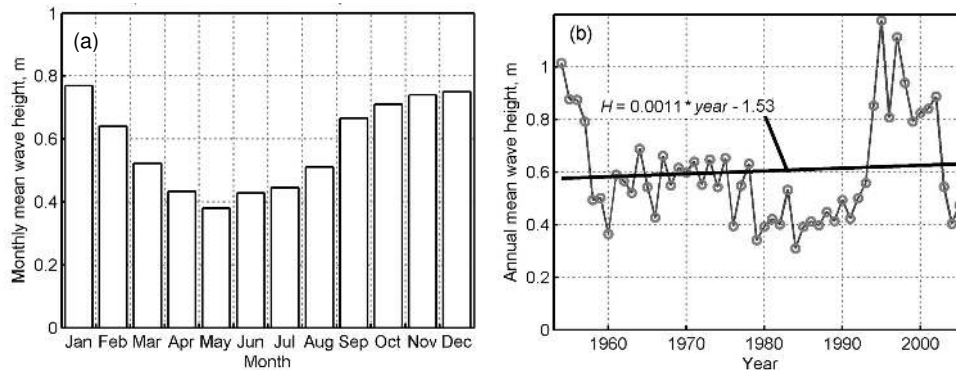 (a)
Monthly mean wave height, m
1
0.8
0.6
0.4
0.2
0
Jan Feb Mar Apr May Jun Jul Aug Sep Oct Nov Dec
Month
(b)
Annual mean wave height, m
1
0.8
0.6
0.4
0.2
0
H = 0.0011 * year - 1.53
1960 1970 1980 1990 2000
Year